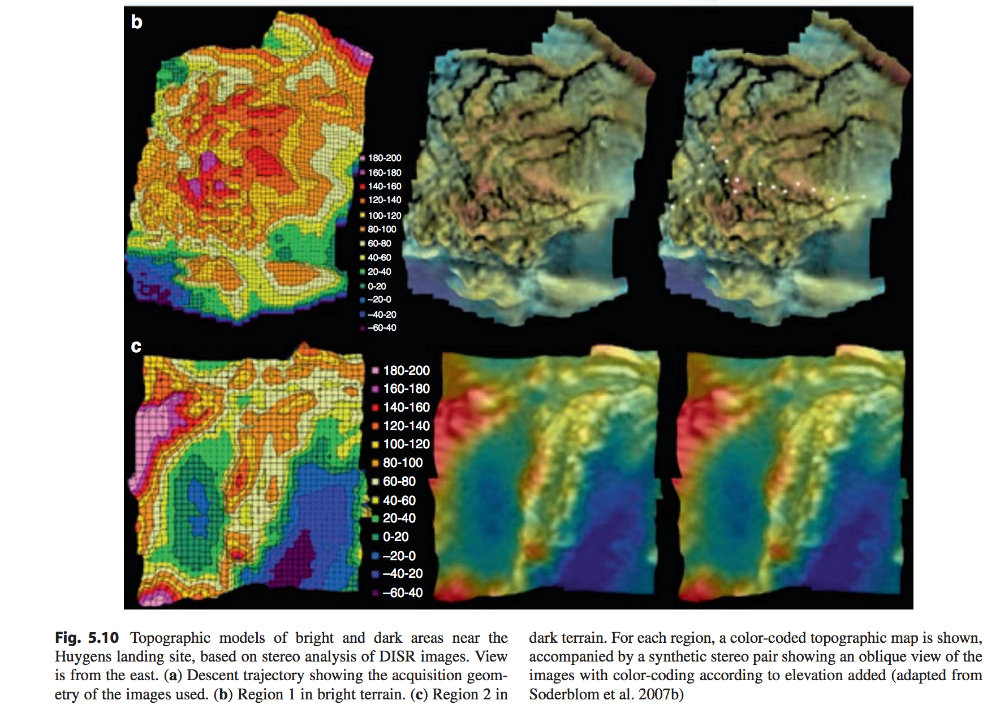 b
180-200
160-180
140-160
120-140
100-120
80-100
60-80
40-60
20-40
0-20
–20-0
–40-20
–60-40
c
180-200
160-180
140-160
120-140
100-120
80-100
60-80
40-60
20-40
0-20
–20-0
–40-20
–60-40
Fig. 5.10 Topographic models of bright and dark areas near the
Huygens landing site, based on stereo analysis of DISR images. View
is from the east. (a) Descent trajectory showing the acquisition geom-
etry of the images used. (b) Region 1 in bright terrain. (c) Region 2 in
dark terrain. For each region, a color-coded topographic map is shown,
accompanied by a synthetic stereo pair showing an oblique view of the
images with color-coding according to elevation added (adapted from
Soderblom et al. 2007b)